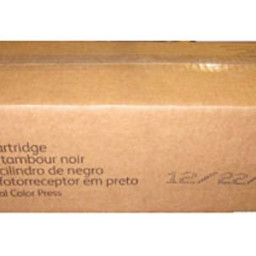 artridge
tambour noir
cilindro de negro
fotorreceptor em preto
al Color Press
12/22/